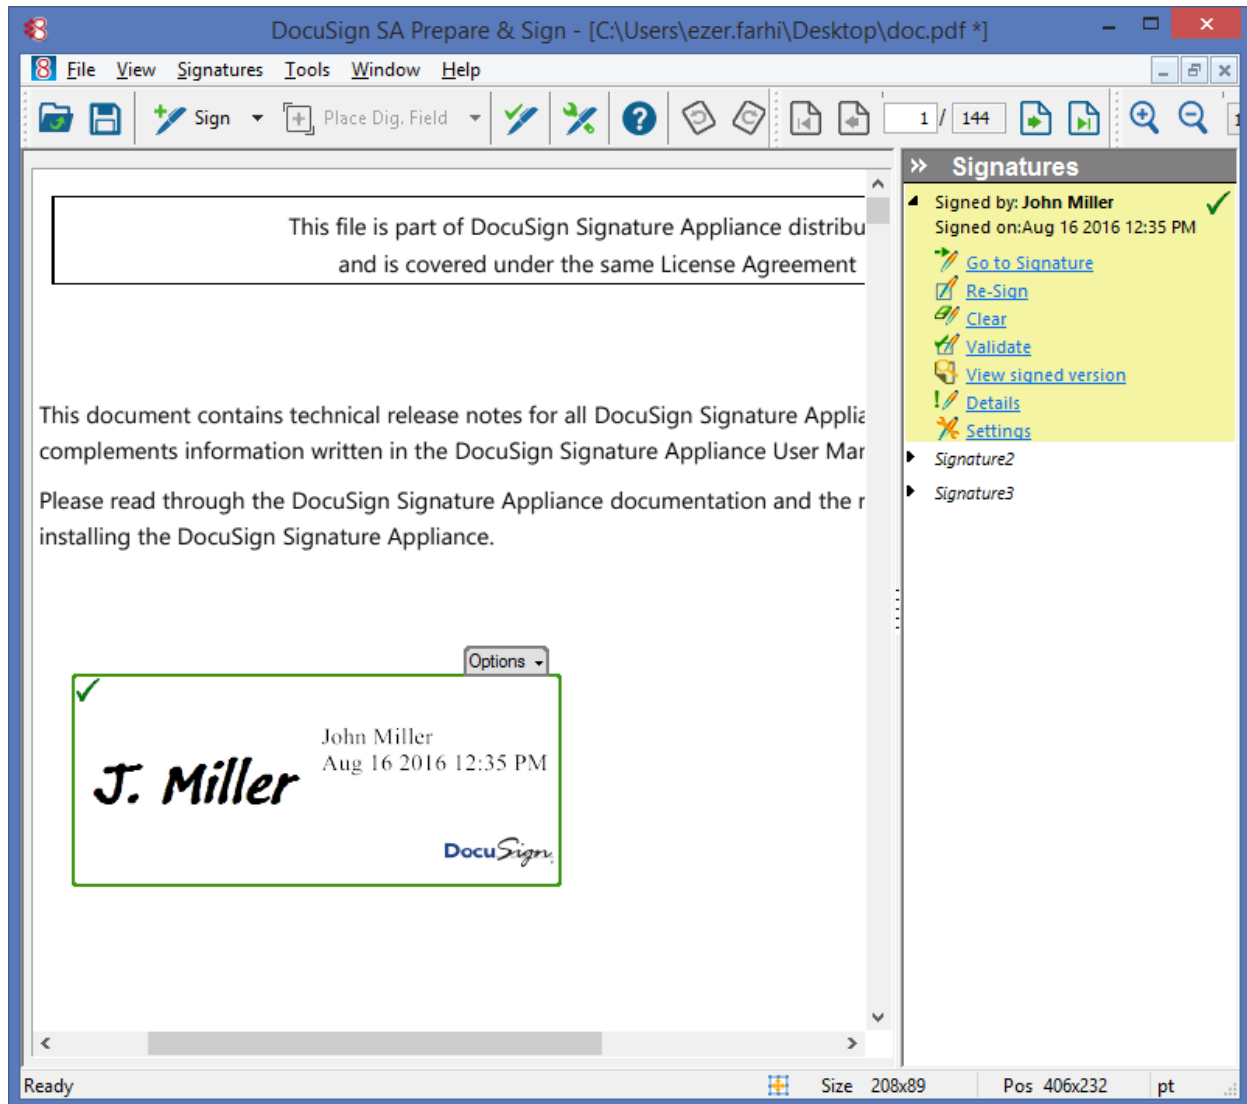 DocuSign SA Prepare & Sign - [C:\Users\ezer.farhi\Desktop\doc.pdf *]
File View Signatures Tools Window Help
Sign Place Dig. Field 1 / 144
Signatures
Signed by: John Miller
Signed on:Aug 16 2016 12:35 PM
Go to Signature
Re-Sign
Clear
Validate
View signed version
Details
Settings
Signature2
Signature3
This file is part of DocuSign Signature Appliance distribu
and is covered under the same License Agreement
This document contains technical release notes for all DocuSign Signature Applia
complements information written in the DocuSign Signature Appliance User Mar
Please read through the DocuSign Signature Appliance documentation and the r
installing the DocuSign Signature Appliance.
Options
J. Miller
John Miller
Aug 16 2016 12:35 PM
DocuSign
Ready Size 208x89 Pos 406x232 pt